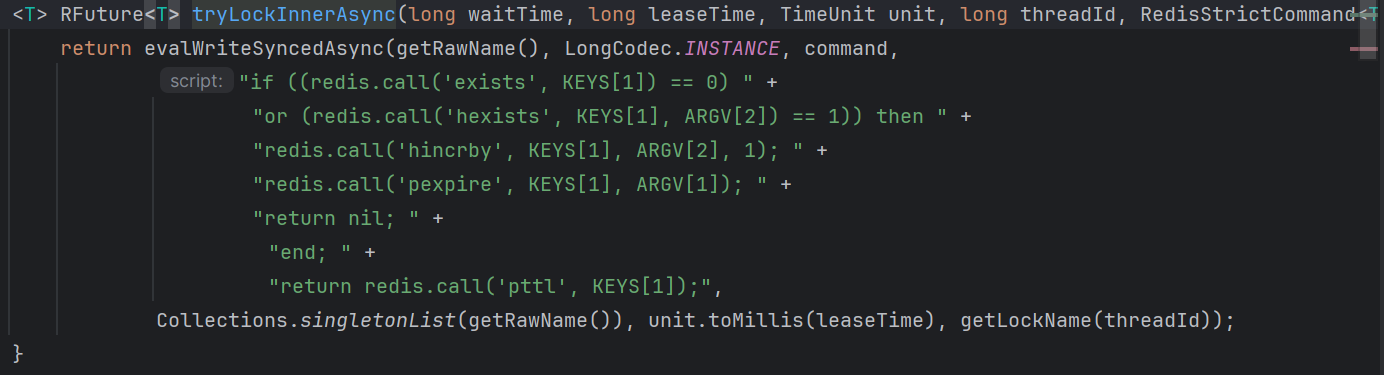 <T> RFuture<T> tryLockInnerAsync(long waitTime, long leaseTime, TimeUnit unit, long threadId, RedisStrictCommand<T
return evalWriteSyncedAsync(getRawName(), LongCodec.INSTANCE, command,
script: "if ((redis.call('exists', KEYS[1]) == 0) " +
"or (redis.call('hexists', KEYS[1], ARGV[2]) == 1)) then " +
"redis.call('hincrby', KEYS[1], ARGV[2], 1); " +
"redis.call('pexpire', KEYS[1], ARGV[1]); " +
"return nil; " +
"end; " +
"return redis.call('pttl', KEYS[1]);",
Collections.singletonList(getRawName()), unit.toMillis(leaseTime), getLockName(threadId));
}